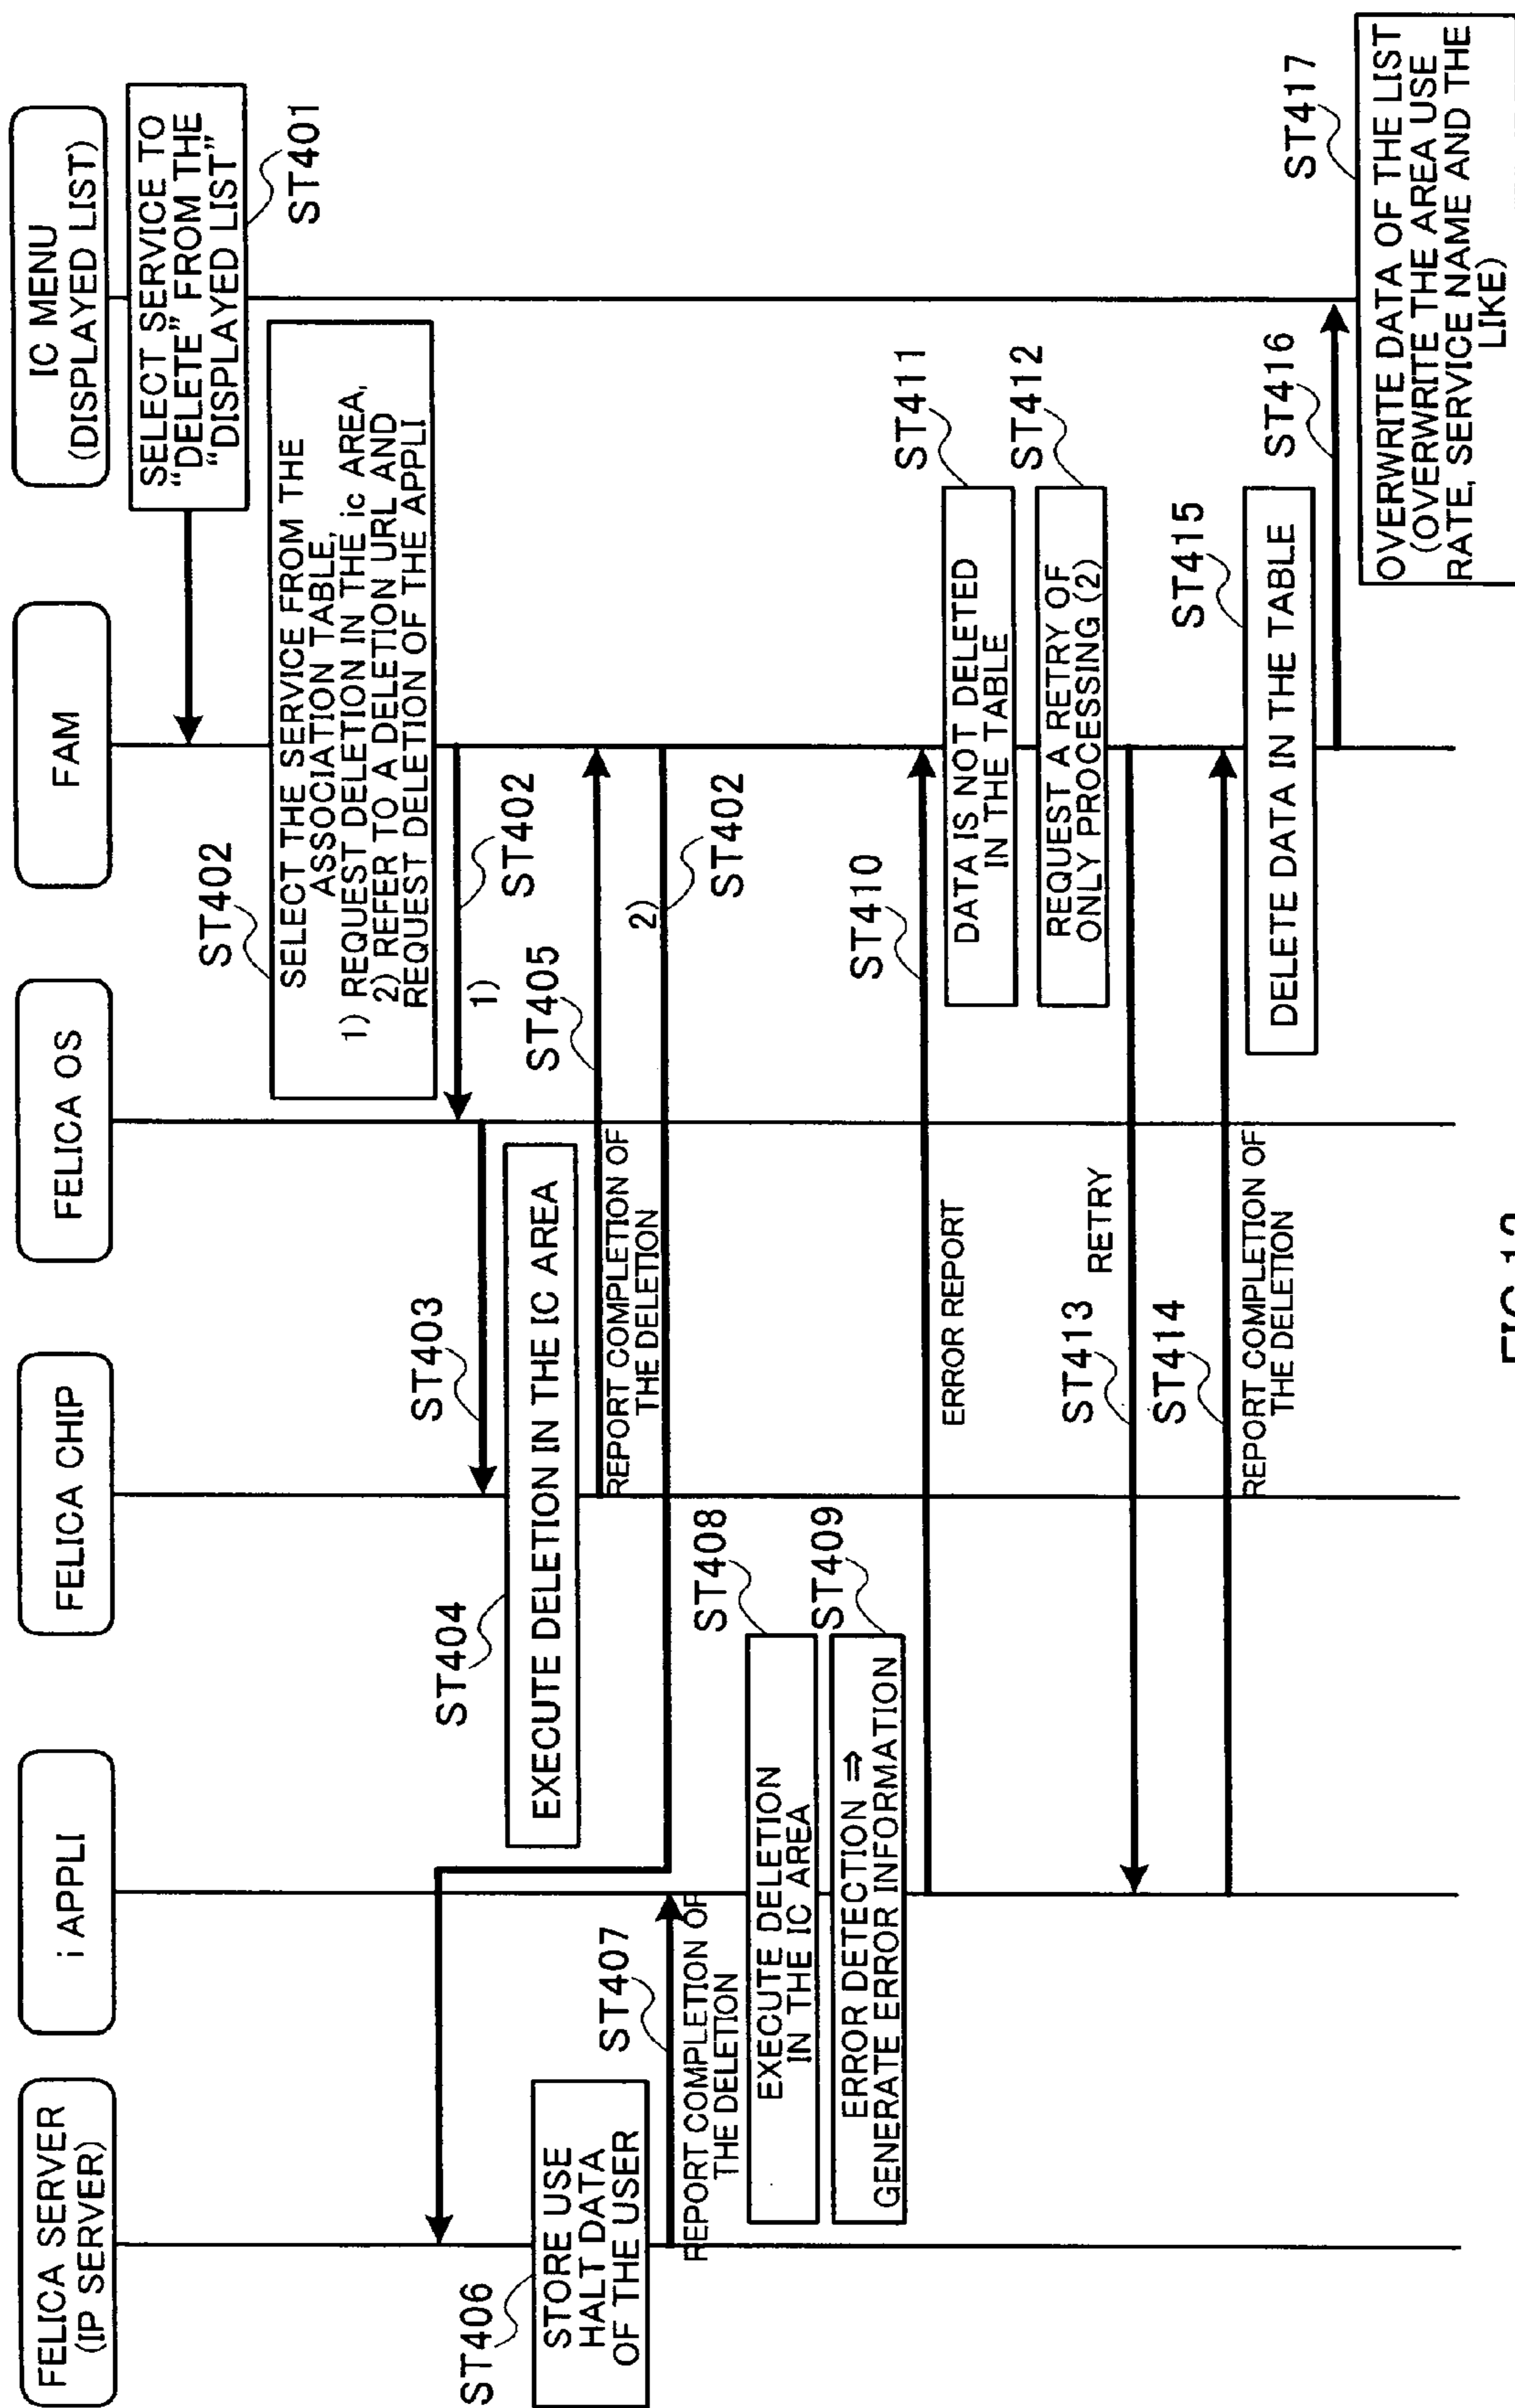 FELICA SERVER
(IP SERVER)
i APPLI
FELICA CHIP
FELICA OS
FAM
IC MENU
(DISPLAYED LIST)
SELECT SERVICE TO
"DELETE" FROM THE
"DISPLAYED LIST"
ST401
ST402
SELECT THE SERVICE FROM THE
ASSOCIATION TABLE,
1) REQUEST DELETION IN THE ic AREA,
2) REFER TO A DELETION URL AND
REQUEST DELETION OF THE APPLI
1)
ST402
ST403
ST404
EXECUTE DELETION IN THE IC AREA
ST405
REPORT COMPLETION OF
THE DELETION
2)
ST402
ST406
STORE USE
HALT DATA
OF THE USER
ST407
REPORT COMPLETION OF
THE DELETION
ST408
EXECUTE DELETION
IN THE IC AREA
ST409
ERROR DETECTION ⇒
GENERATE ERROR INFORMATION
ST410
ERROR REPORT
ST411
DATA IS NOT DELETED
IN THE TABLE
ST412
REQUEST A RETRY OF
ONLY PROCESSING (2)
ST413
RETRY
ST414
REPORT COMPLETION OF
THE DELETION
ST415
DELETE DATA IN THE TABLE
ST416
ST417
OVERWRITE DATA OF THE LIST
(OVERWRITE THE AREA USE
RATE, SERVICE NAME AND THE
LIKE)